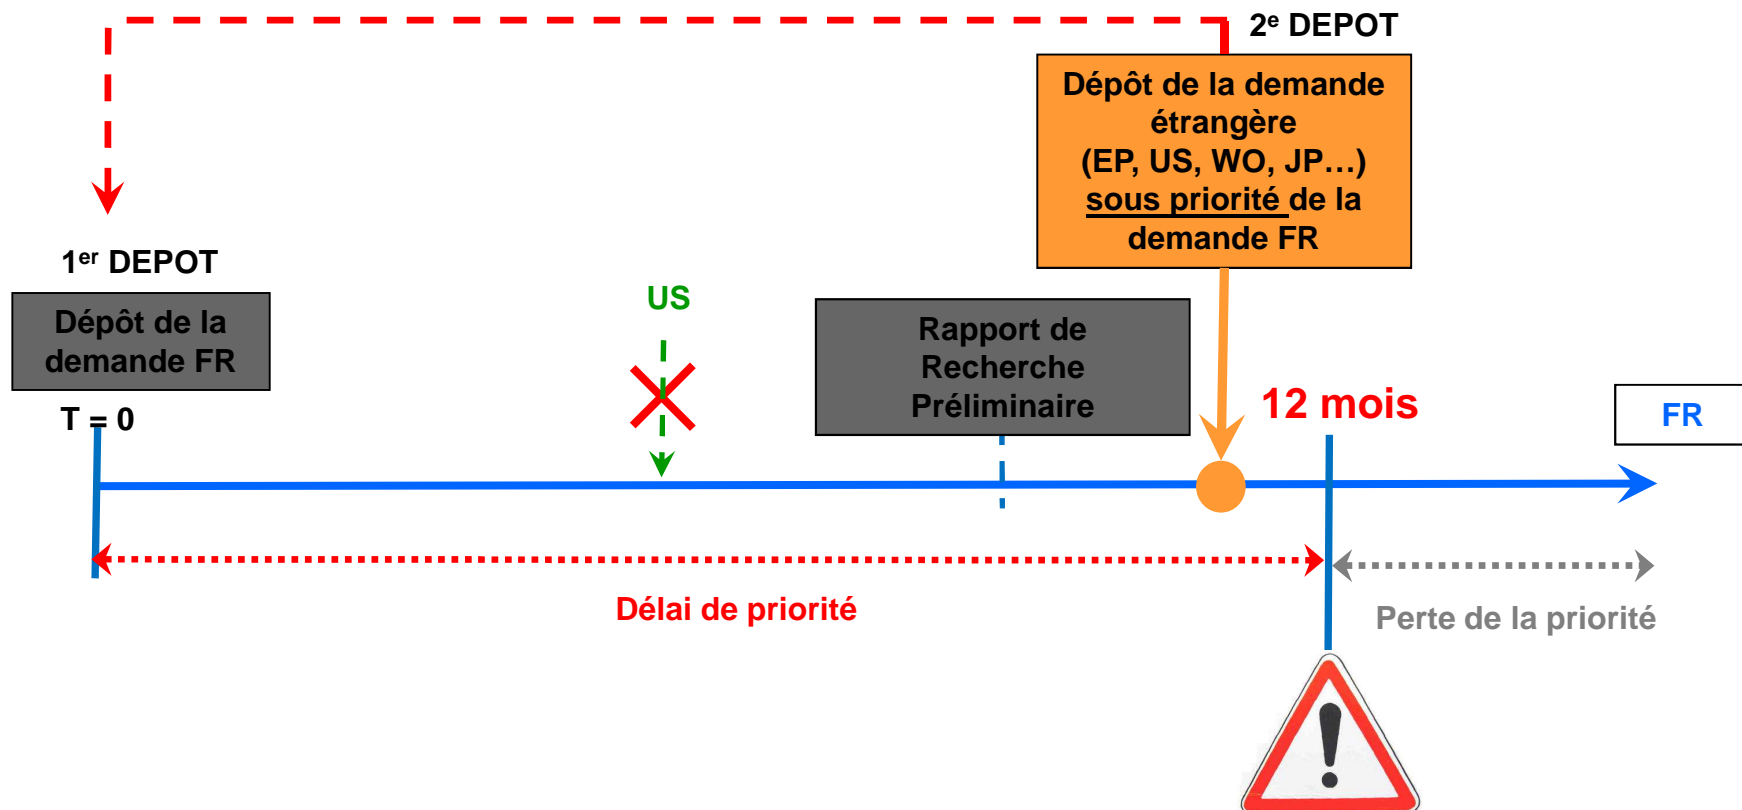 2e DEPOT
Dépôt de la demande
étrangère
(EP, US, WO, JP…)
sous priorité de la
demande FR
1er DEPOT
Dépôt de la
demande FR
T = 0
US
Rapport de
Recherche
Préliminaire
12 mois
FR
Délai de priorité
Perte de la priorité